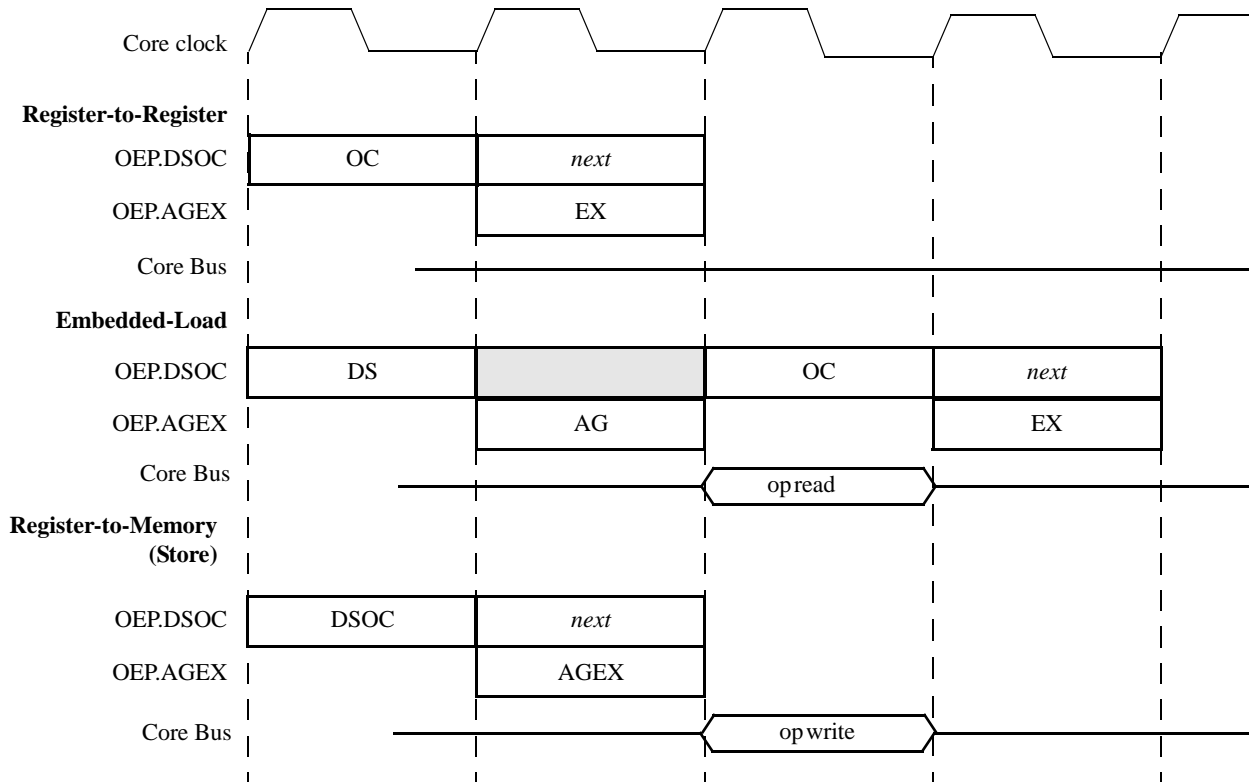 Core clock
Register-to-Register
OEP.DSOC OC next
OEP.AGEX EX
Core Bus
Embedded-Load
OEP.DSOC DS OC next
OEP.AGEX AG EX
Core Bus op read
Register-to-Memory
(Store)
OEP.DSOC DSOC next
OEP.AGEX AGEX
Core Bus op write